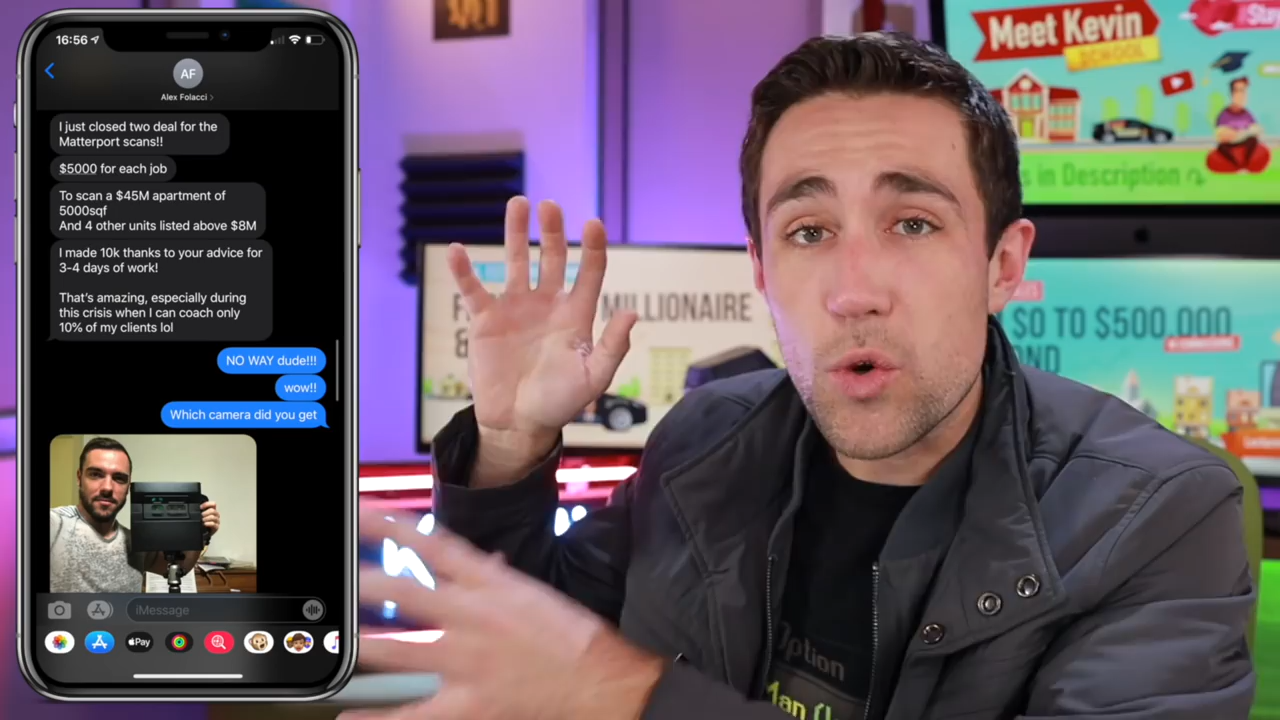 16:56
AF
Alex Folacci
I just closed two deal for the
Matterport scans!!
$5000 for each job
To scan a $45M apartment of
5000sqf
And 4 other units listed above $8M
I made 10k thanks to your advice for
3-4 days of work!
That's amazing, especially during
this crisis when I can coach only
10% of my clients lol
NO WAY dude!!!
wow!!
Which camera did you get
iMessage
Pay
Meet Kevin
SCHOOL
in Description
MILLIONAIRE
&
SO TO $500,000
Option